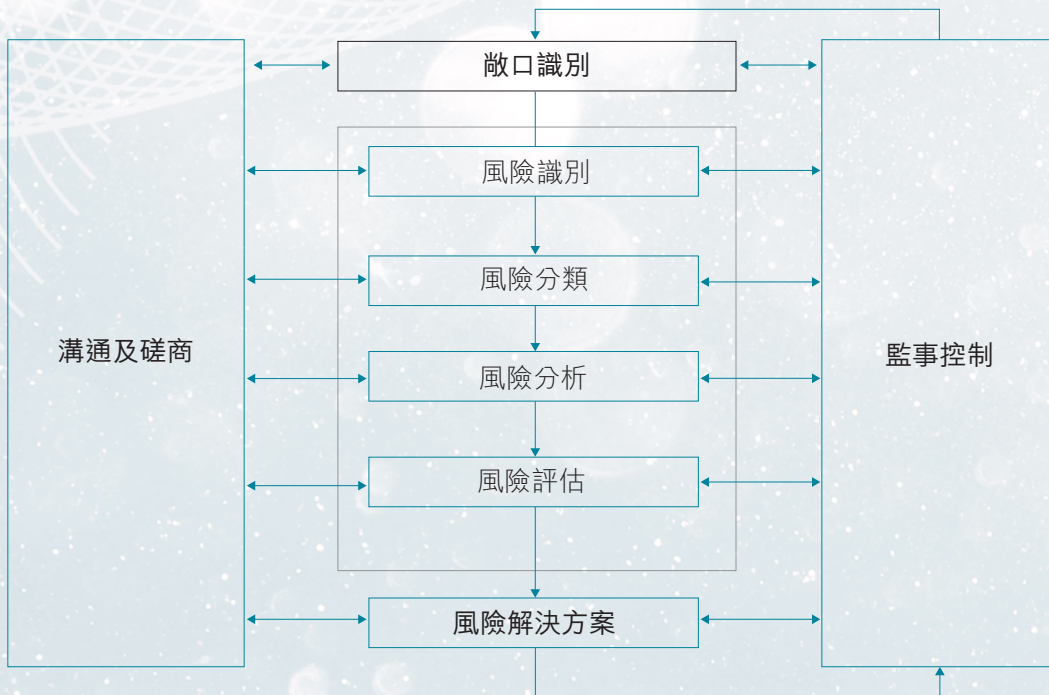 敞口識別
風險識別
風險分類
風險分析
風險評估
風險解決方案
溝通及磋商
監事控制